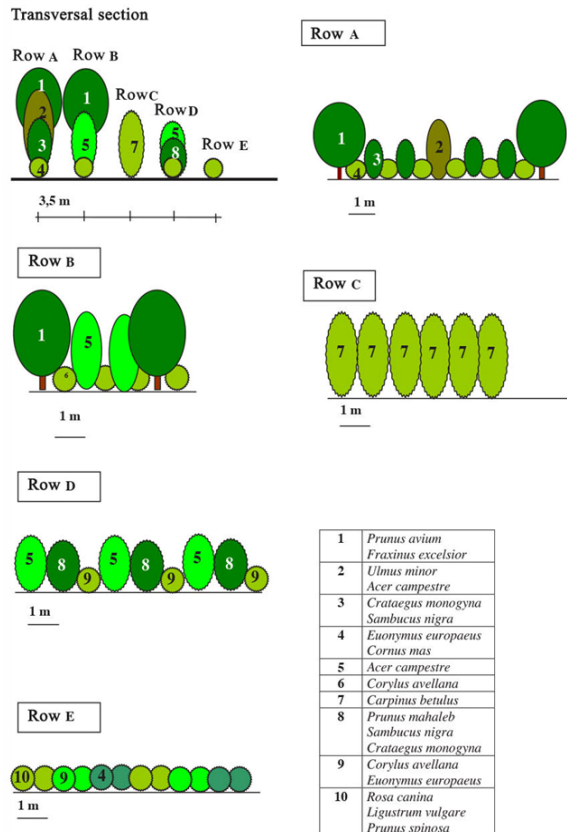 Transversal section
Row A
Row B
RowC
RowD
Row E
1
1
2
3
4
5
7
5
8
3,5 m
Row A
1
2
3
4
1 m
Row B
1
5
6
1 m
Row C
7 7 7 7 7 7
1 m
Row D
5 8 9 5 8 9 5 8 9
1 m
Row E
10 9 4
1 m
1 Prunus avium
Fraxinus excelsior
2 Ulmus minor
Acer campestre
3 Crataegus monogyna
Sambucus nigra
4 Euonymus europaeus
Cornus mas
5 Acer campestre
6 Corylus avellana
7 Carpinus betulus
8 Prunus mahaleb
Sambucus nigra
Crataegus monogyna
9 Corylus avellana
Euonymus europaeus
10 Rosa canina
Ligustrum vulgare
Prunus spinosa